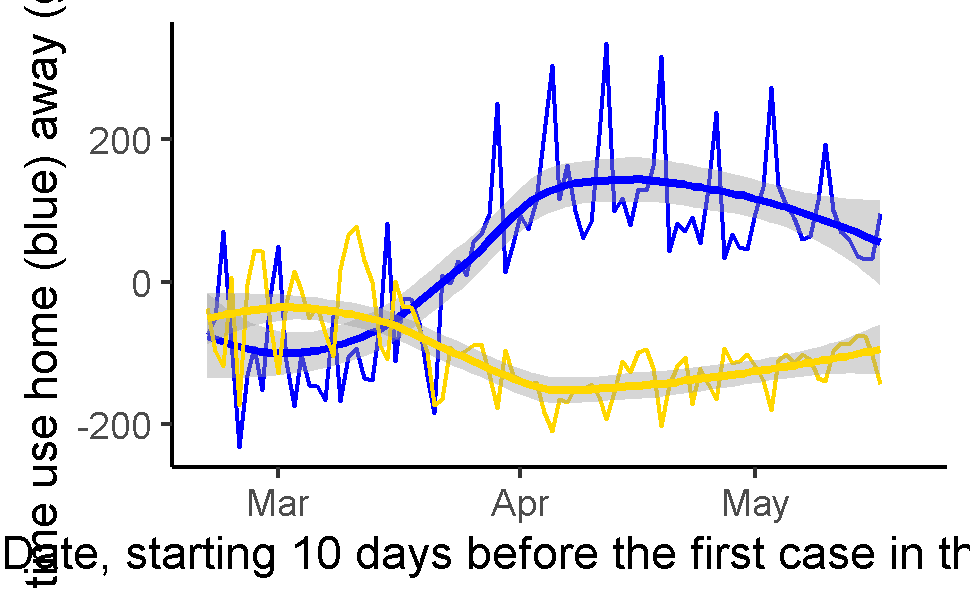 time use home (blue) away (
200
0
-200
Mar Apr May
Date, starting 10 days before the first case in th